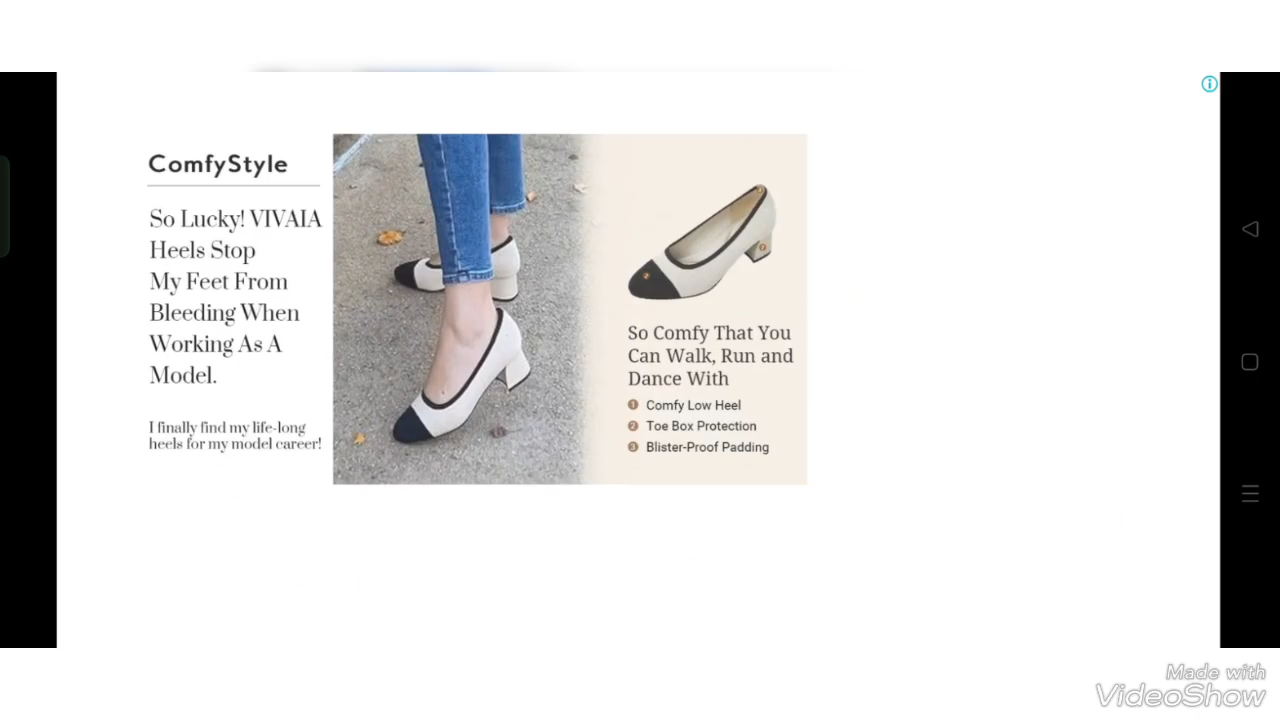 ComfyStyle
So Lucky! VIVAIA
Heels Stop
My Feet From
Bleeding When
Working As A
Model.
I finally find my life-long
heels for my model career!
So Comfy That You
Can Walk, Run and
Dance With
1 Comfy Low Heel
2 Toe Box Protection
3 Blister-Proof Padding
Made with
VideoShow